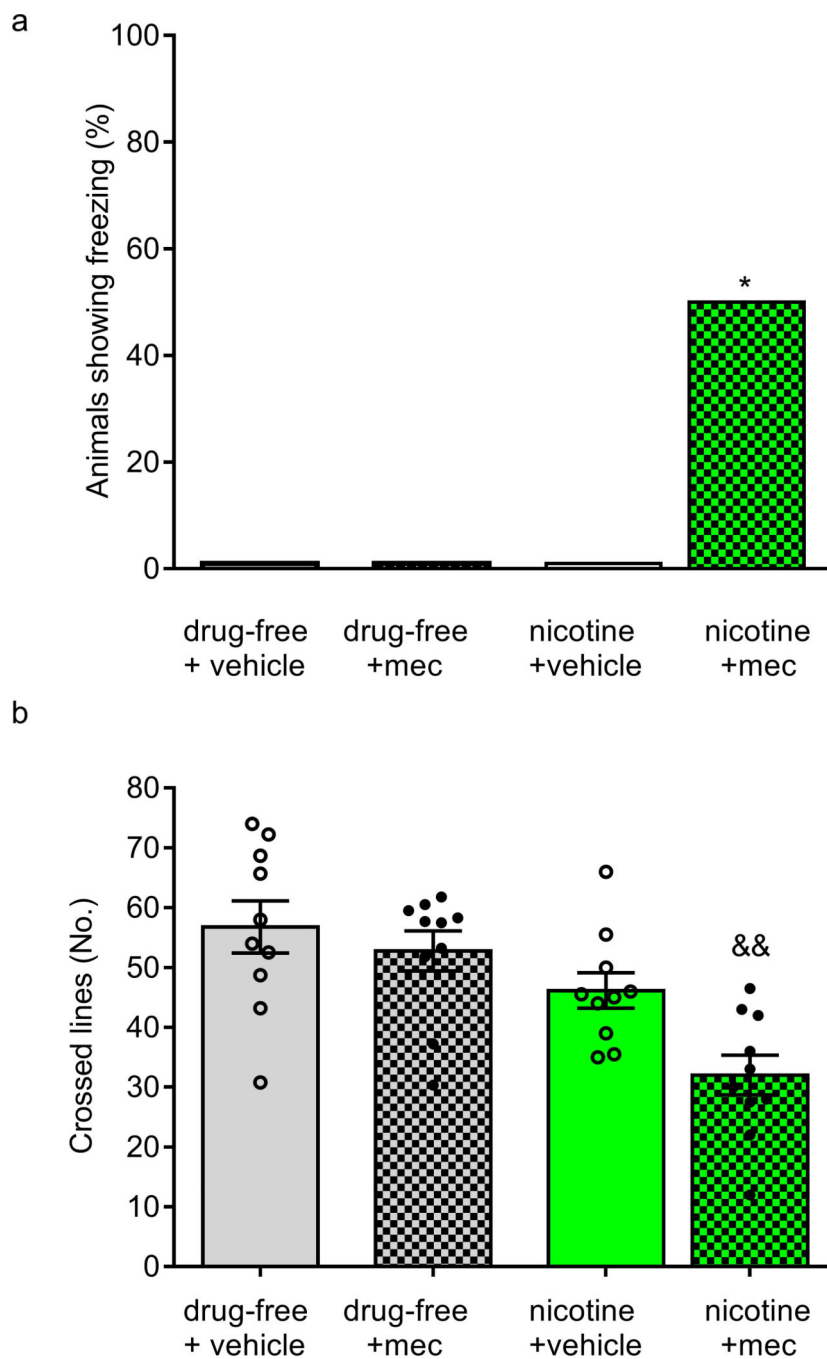 a
Animals showing freezing (%)
100
80
60
40
20
0
*
drug-free
+ vehicle
drug-free
+mec
nicotine
+vehicle
nicotine
+mec
b
Crossed lines (No.)
80
70
60
50
40
30
20
10
0
&&
drug-free
+ vehicle
drug-free
+mec
nicotine
+vehicle
nicotine
+mec